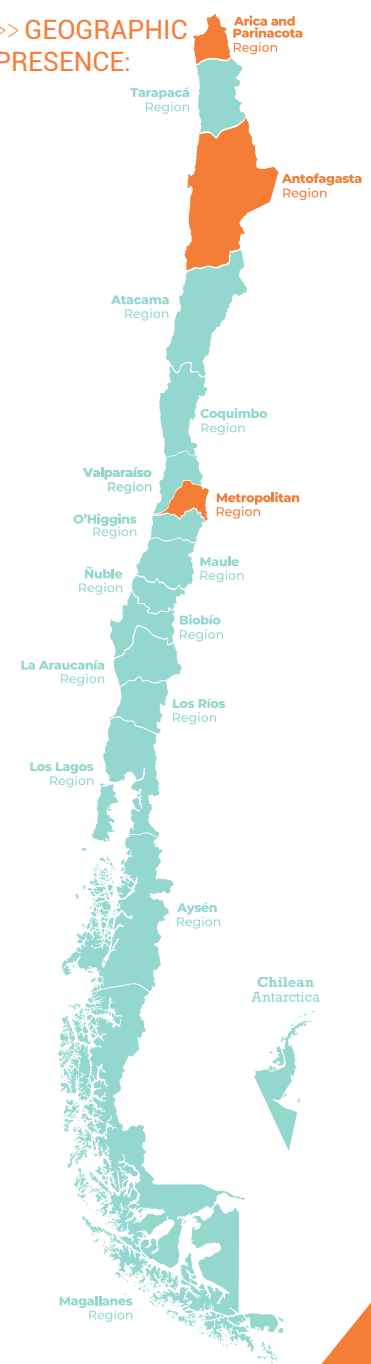 >> GEOGRAPHIC
PRESENCE:
Arica and
Parinacota
Region
Tarapacá
Region
Antofagasta
Region
Atacama
Region
Coquimbo
Region
Valparaíso
Region
Metropolitan
Region
O'Higgins
Region
Maule
Region
Ñuble
Region
Biobío
Region
La Araucanía
Region
Los Ríos
Region
Los Lagos
Region
Aysén
Region
Chilean
Antarctica
Magallanes
Region